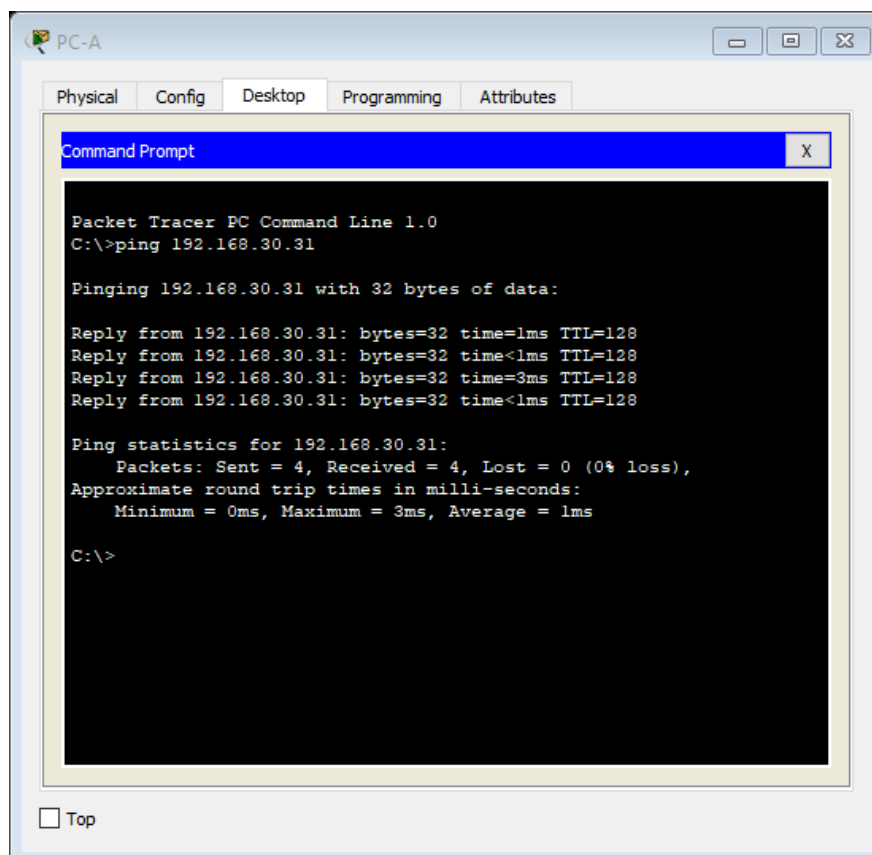 PC-A
Physical Config Desktop Programming Attributes
Command Prompt X
Packet Tracer PC Command Line 1.0
C:\>ping 192.168.30.31
Pinging 192.168.30.31 with 32 bytes of data:
Reply from 192.168.30.31: bytes=32 time=1ms TTL=128
Reply from 192.168.30.31: bytes=32 time<1ms TTL=128
Reply from 192.168.30.31: bytes=32 time=3ms TTL=128
Reply from 192.168.30.31: bytes=32 time<1ms TTL=128
Ping statistics for 192.168.30.31:
Packets: Sent = 4, Received = 4, Lost = 0 (0% loss),
Approximate round trip times in milli-seconds:
Minimum = 0ms, Maximum = 3ms, Average = 1ms
C:\>
Top